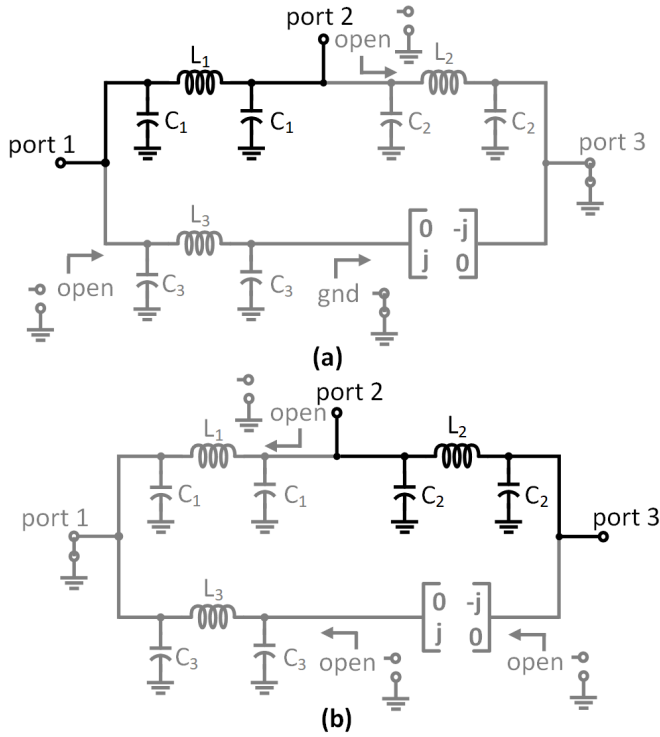 port 2
open
L₁
L₂
C₁
C₁
C₂
C₂
port 1
port 3
L₃
0 -j
j 0
open
C₃
C₃
gnd
(a)
port 2
open
L₁
L₂
C₁
C₁
C₂
C₂
port 1
port 3
L₃
0 -j
j 0
C₃
C₃
open
open
(b)